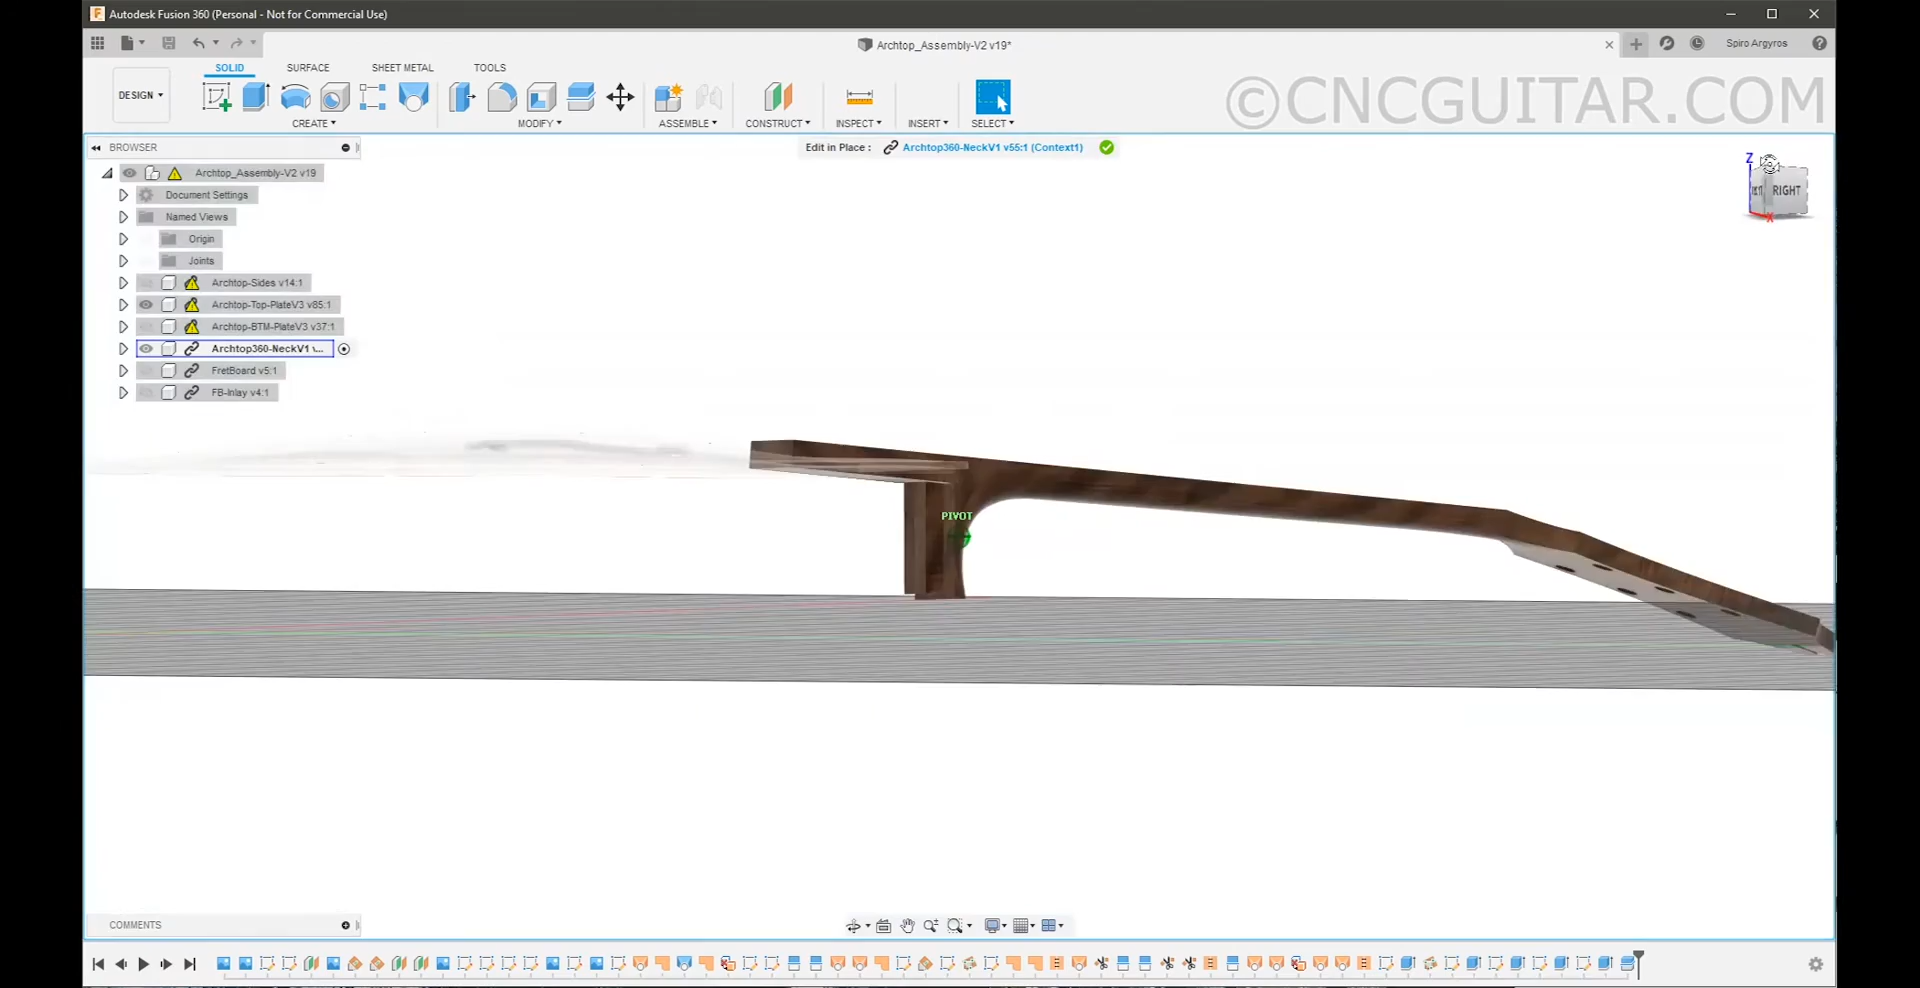 Autodesk Fusion 360 (Personal - Not for Commercial Use)
Archtop_Assembly-V2 v19*
Spiro Argyros
SOLID
SURFACE
SHEET METAL
TOOLS
©CNCGUITAR.COM
DESIGN
CREATE
MODIFY
ASSEMBLE
CONSTRUCT
INSPECT
INSERT
SELECT
BROWSER
Edit in Place :
Archtop360-NeckV1 v55:1 (Context1)
Z
RIGHT
X
Archtop_Assembly-V2 v19
Document Settings
Named Views
Origin
Joints
Archtop-Sides v14:1
Archtop-Top-PlateV3 v85:1
Archtop-BTM-PlateV3 v37:1
Archtop360-NeckV1 v...
FretBoard v5:1
FB-Inlay v4:1
PIVOT
COMMENTS